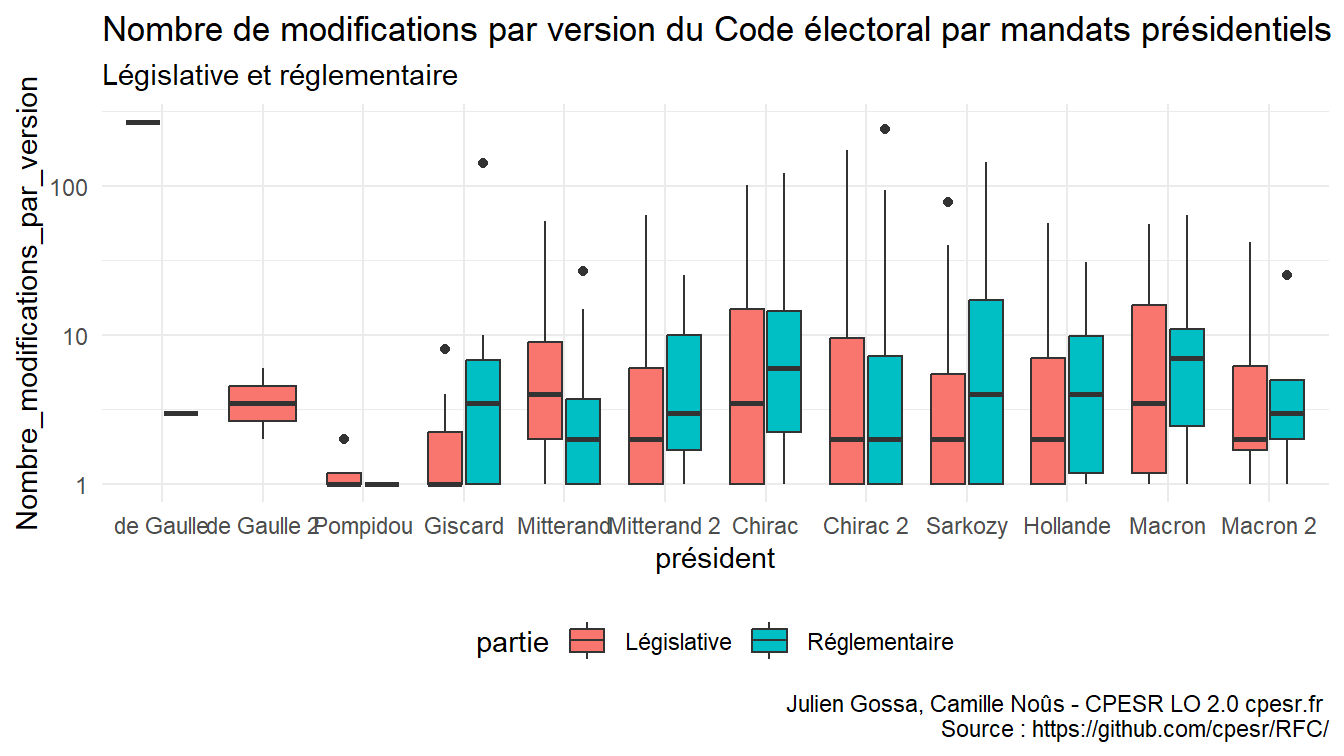 Nombre de modifications par version du Code électoral par mandats présidentiels
Législative et réglementaire
Nombre_modifications_par_version
100
10
1
de Gaulle de Gaulle 2 Pompidou Giscard Mitterand Mitterand 2 Chirac Chirac 2 Sarkozy Hollande Macron Macron 2
président
partie Législative Réglementaire
Julien Gossa, Camille Noûs - CPESR LO 2.0 cpesr.fr
Source : https://github.com/cpesr/RFC/